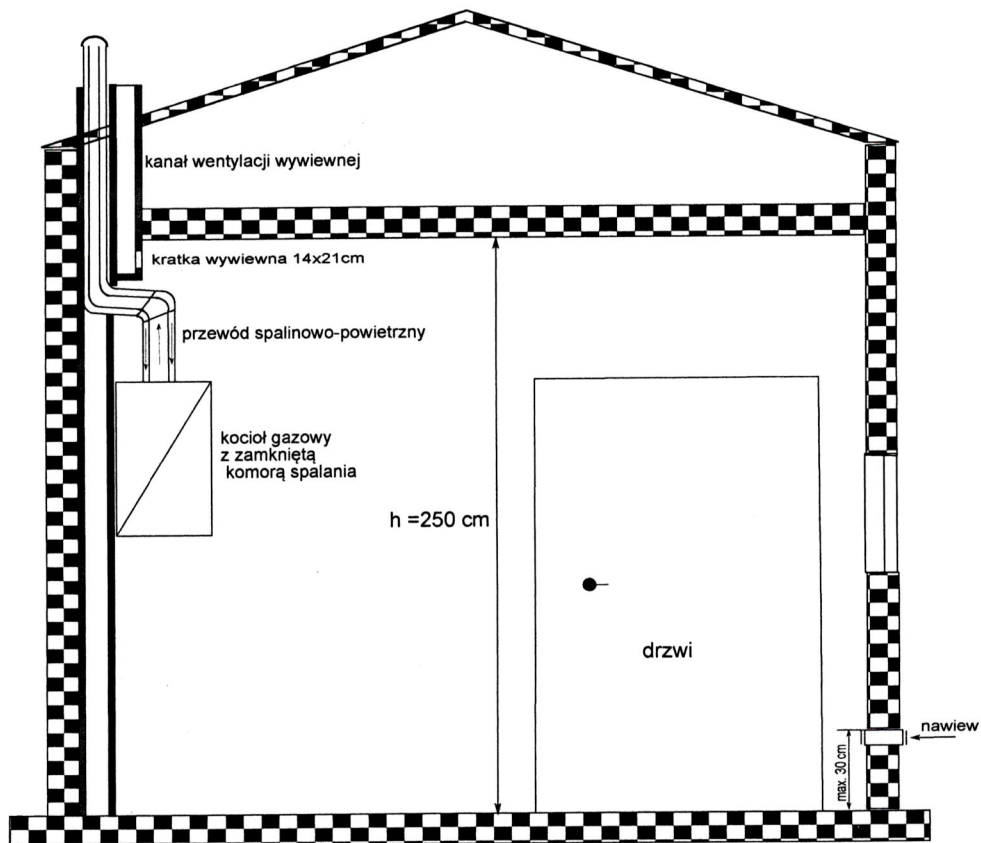 kanał wentylacji wywiewnej
kratka wywiewna 14x21cm
przewód spalinowo-powietrzny
kocioł gazowy
z zamkniętą
komorą spalania
h =250 cm
drzwi
nawiew
max. 30 cm